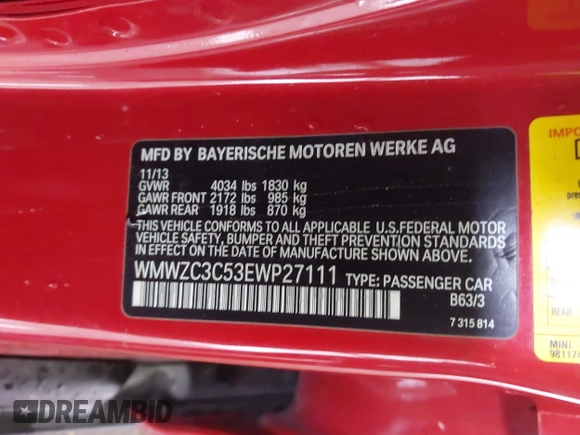 MFD BY BAYERISCHE MOTOREN WERKE AG
11/13
GVWR 4034 lbs 1830 kg
GAWR FRONT 2172 lbs 985 kg
GAWR REAR 1918 lbs 870 kg
THIS VEHICLE CONFORMS TO ALL APPLICABLE U.S.FEDERAL MOTOR
VEHICLE SAFETY, BUMPER, AND THEFT PREVENTION STANDARDS
IN EFFECT ON THE DATE OF MANUFACTURE SHOWN ABOVE.
WMWZC3C53EWP27111 TYPE: PASSENGER CAR
B63/3
7 315 814
REAR
MINI
DREAMBID